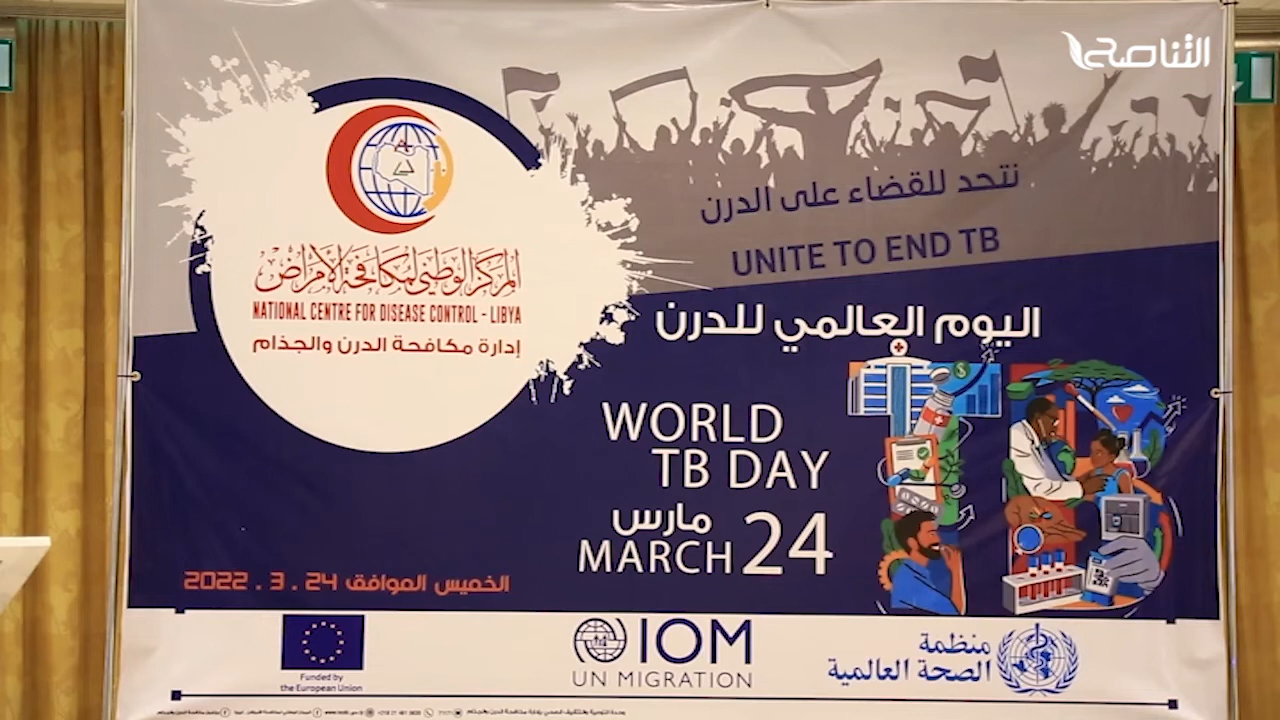 التناصح
نتحد للقضاء على الدرن
UNITE TO END TB
المركز الوطني لمكافحة الأمراض
NATIONAL CENTRE FOR DISEASE CONTROL - LIBYA
إدارة مكافحة الدرن والجذام
اليوم العالمي للدرن
WORLD
TB DAY
24 مارس
MARCH
الخميس الموافق 24 . 3 . 2022
Funded by
the European Union
IOM
UN MIGRATION
منظمة
الصحة العالمية